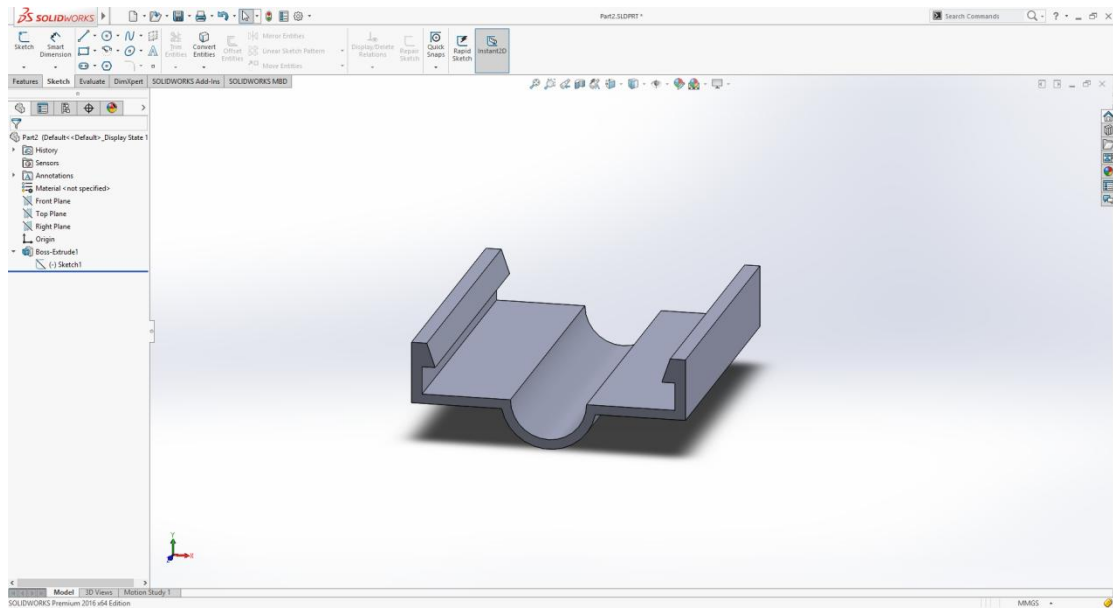 SOLIDWORKS
Part2.SLDPRT *
Search Commands
Sketch
Smart Dimension
Trim Entities
Convert Entities
Offset Entities
Mirror Entities
Linear Sketch Pattern
Move Entities
Display/Delete Relations
Repair Sketch
Quick Snaps
Rapid Sketch
Instant2D
Features Sketch Evaluate DimXpert SOLIDWORKS Add-Ins SOLIDWORKS MBD
Part2 (Default<<Default>_Display State 1
History
Sensors
Annotations
Material <not specified>
Front Plane
Top Plane
Right Plane
Origin
Boss-Extrude1
(-) Sketch1
Y
X
Model 3D Views Motion Study 1
SOLIDWORKS Premium 2016 x64 Edition
MMGS